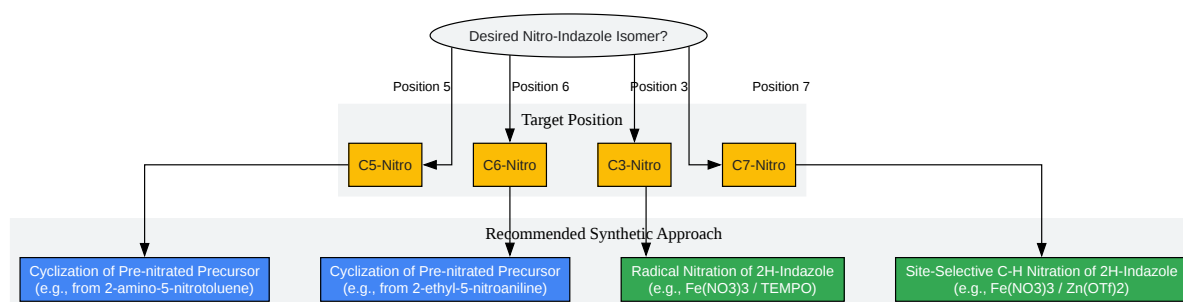 Desired Nitro-Indazole Isomer?
Position 5
Position 6
Position 3
Position 7
Target Position
C5-Nitro
C6-Nitro
C3-Nitro
C7-Nitro
Recommended Synthetic Approach
Cyclization of Pre-nitrated Precursor
(e.g., from 2-amino-5-nitrotoluene)
Cyclization of Pre-nitrated Precursor
(e.g., from 2-ethyl-5-nitroaniline)
Radical Nitration of 2H-Indazole
(e.g., Fe(NO3)3 / TEMPO)
Site-Selective C-H Nitration of 2H-Indazole
(e.g., Fe(NO3)3 / Zn(OTf)2)